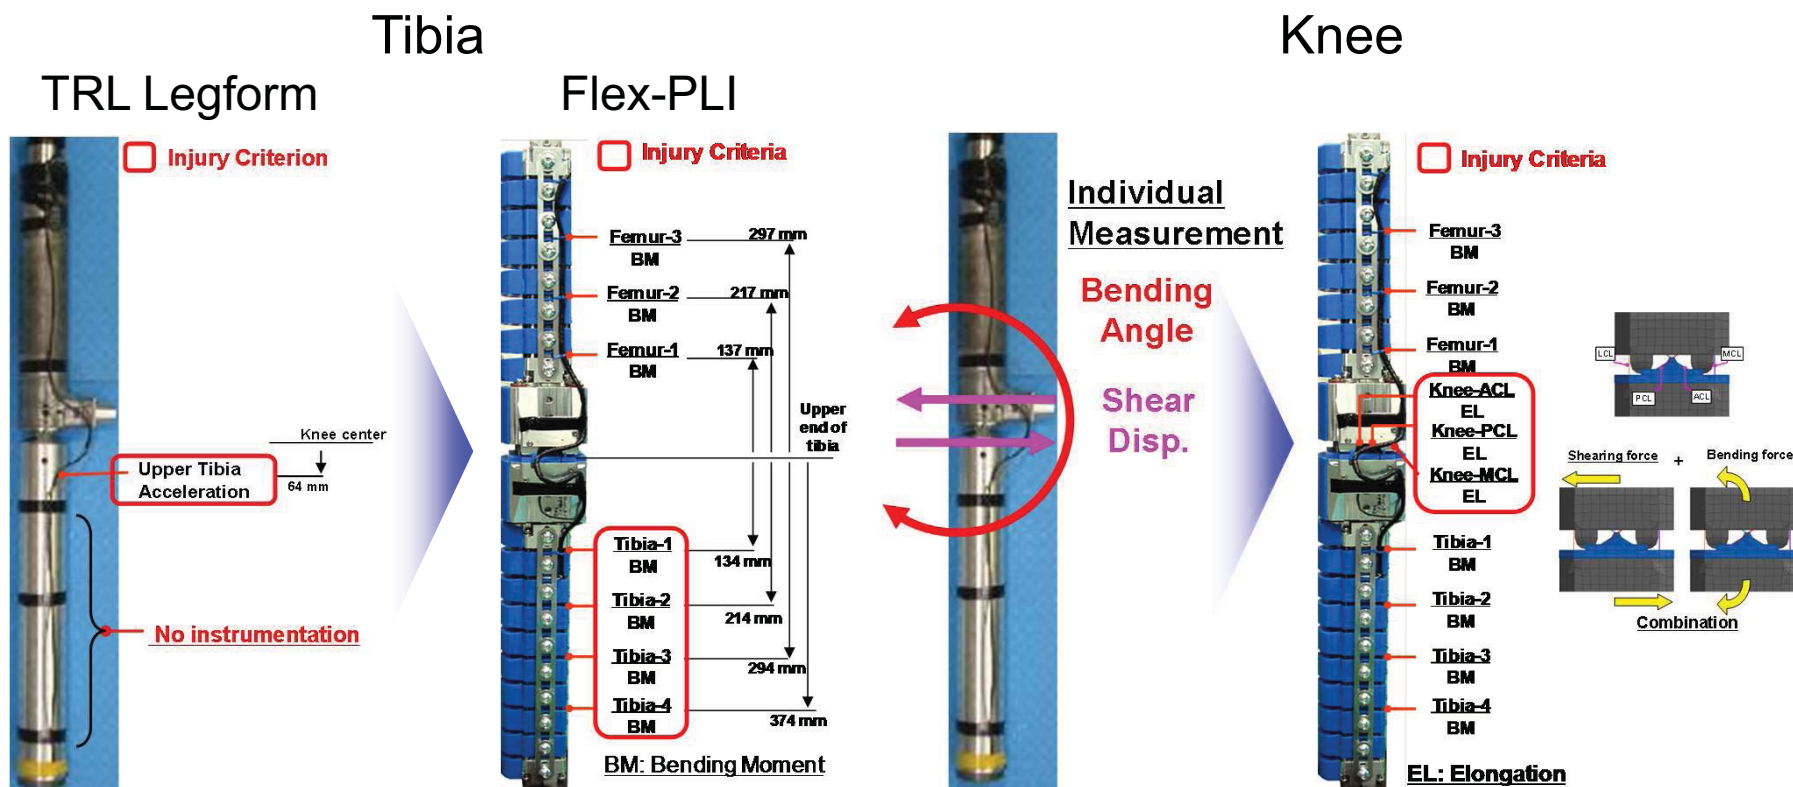 Tibia
Knee
TRL Legform
Flex-PLI
Injury Criterion
Knee center
Upper Tibia
Acceleration
64 mm
No instrumentation
Injury Criteria
Femur-3
BM
297 mm
Femur-2
BM
217 mm
Femur-1
BM
137 mm
Upper
end of
tibia
Tibia-1
BM
134 mm
Tibia-2
BM
214 mm
Tibia-3
BM
294 mm
Tibia-4
BM
374 mm
BM: Bending Moment
Individual
Measurement
Bending
Angle
Shear
Disp.
Injury Criteria
Femur-3
BM
Femur-2
BM
Femur-1
BM
Knee-ACL
EL
Knee-PCL
EL
Knee-MCL
EL
Tibia-1
BM
Tibia-2
BM
Tibia-3
BM
Tibia-4
BM
EL: Elongation
LCL
MCL
PCL
ACL
Shearing force + Bending force
Combination